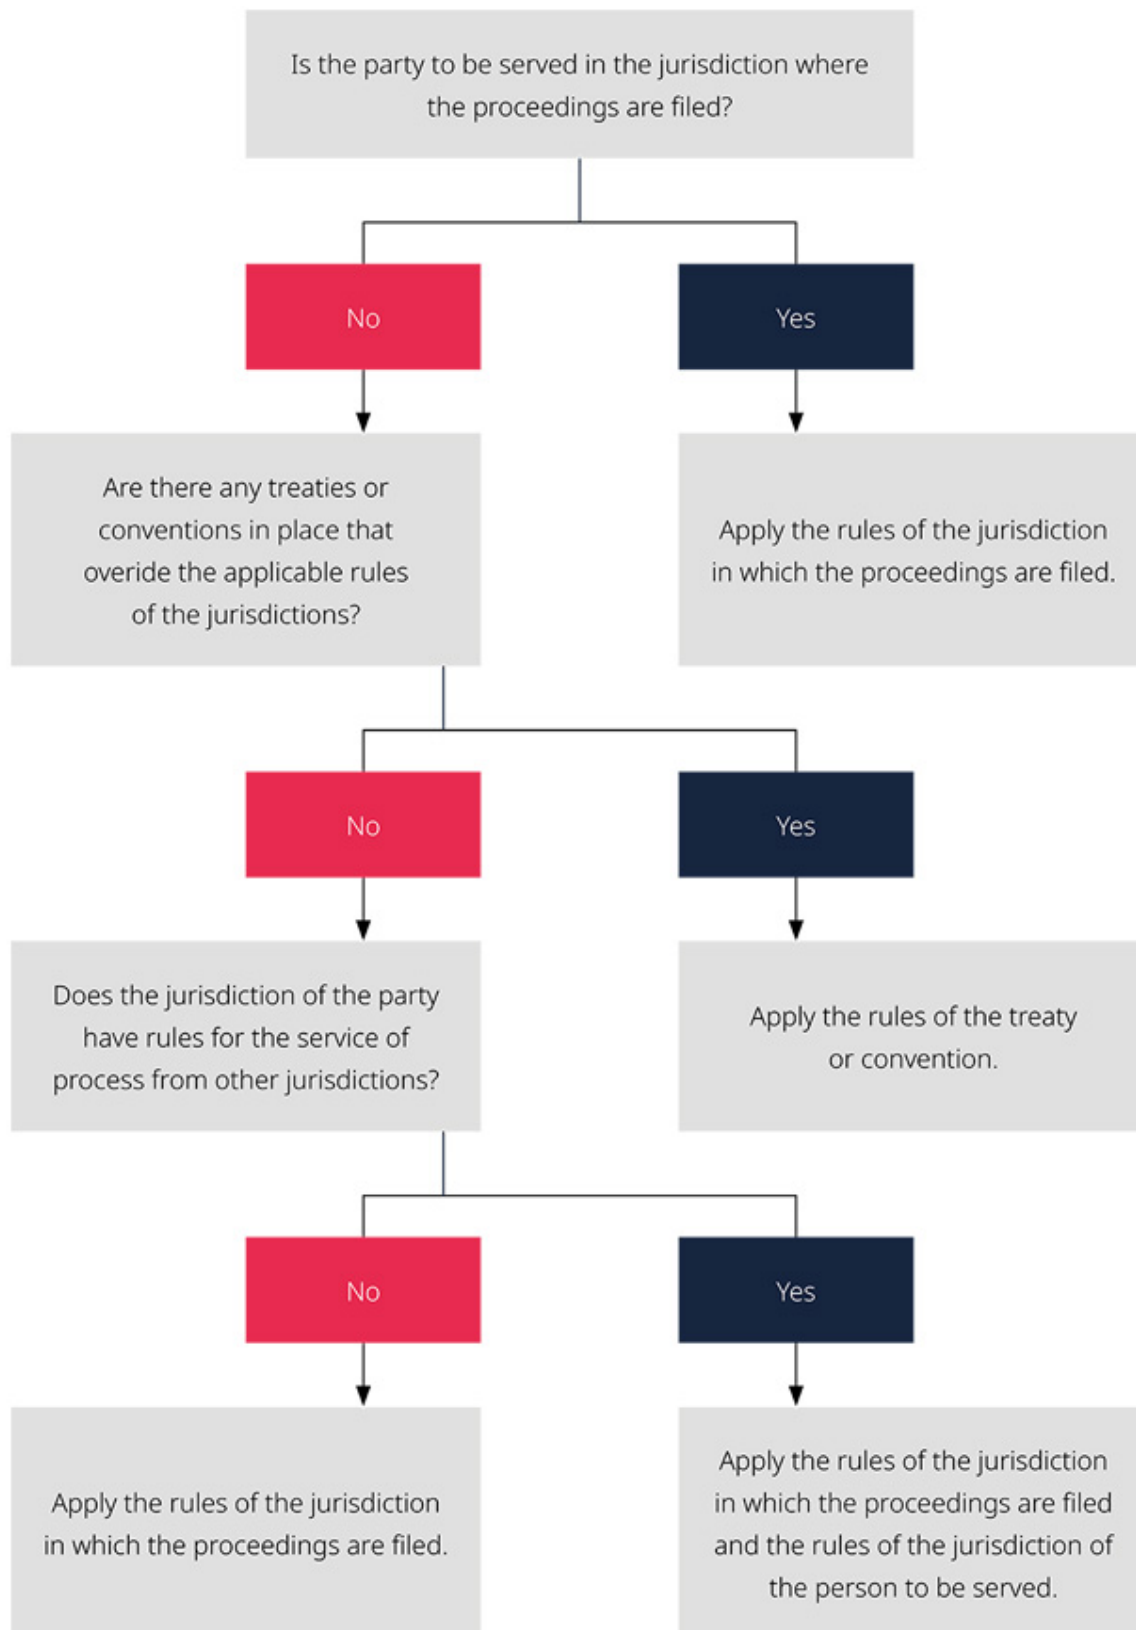 Is the party to be served in the jurisdiction where
the proceedings are filed?
No
Yes
Are there any treaties or
conventions in place that
overide the applicable rules
of the jurisdictions?
Apply the rules of the jurisdiction
in which the proceedings are filed.
No
Yes
Does the jurisdiction of the party
have rules for the service of
process from other jurisdictions?
Apply the rules of the treaty
or convention.
No
Yes
Apply the rules of the jurisdiction
in which the proceedings are filed.
Apply the rules of the jurisdiction
in which the proceedings are filed
and the rules of the jurisdiction of
the person to be served.